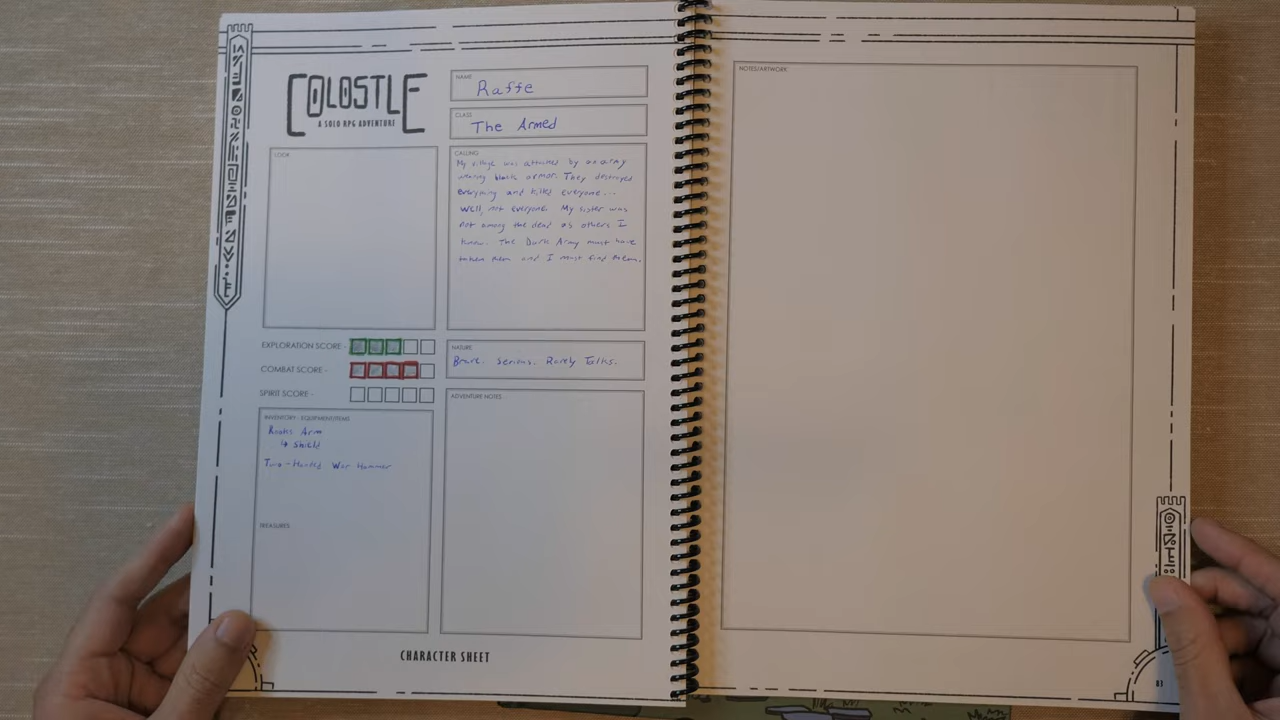 COLOSTLE
A SOLO RPG ADVENTURE
NAME
Raffe
CLASS
The Armed
LOOK
CALLING
My village was attacked by an army
wearing black armor. They destroyed
everything and killed everyone...
Well, not everyone. My sister was
not among the dead as others I
know. The Dark Army must have
taken them and I must find them.
EXPLORATION SCORE -
COMBAT SCORE -
SPIRIT SCORE -
NATURE
Brave. Serious. Rarely Talks.
INVENTORY - EQUIPMENT/ITEMS
Rooks Arm
↳ Shield
Two-Handed War Hammer
TREASURES
ADVENTURE NOTES
CHARACTER SHEET
NOTES/ARTWORK
83